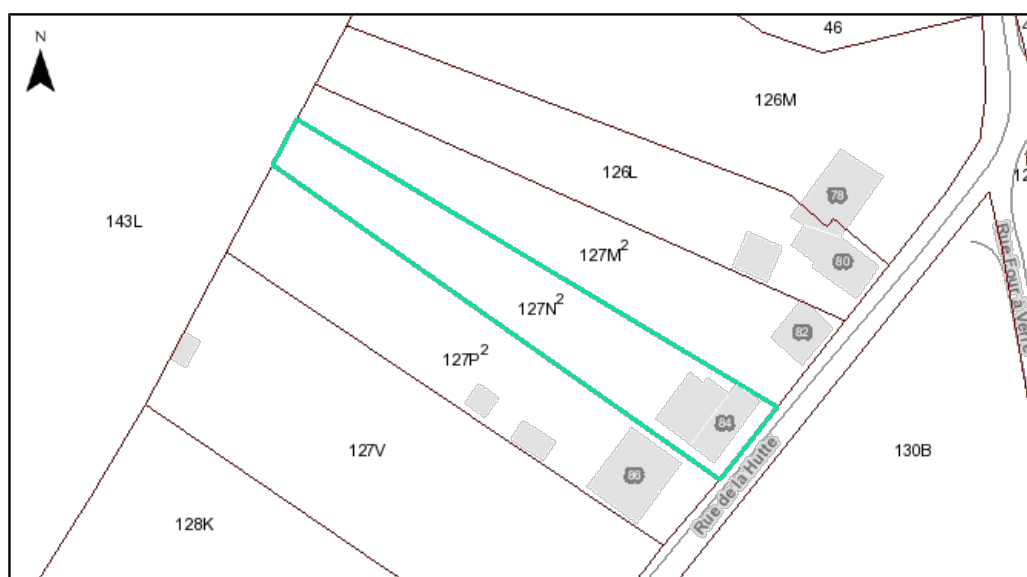 46
N
126M
126L
78
143L
127M²
80
Rue Four à Verre
127N²
82
127P²
84
127V
130B
86
Rue de la Hutte
128K